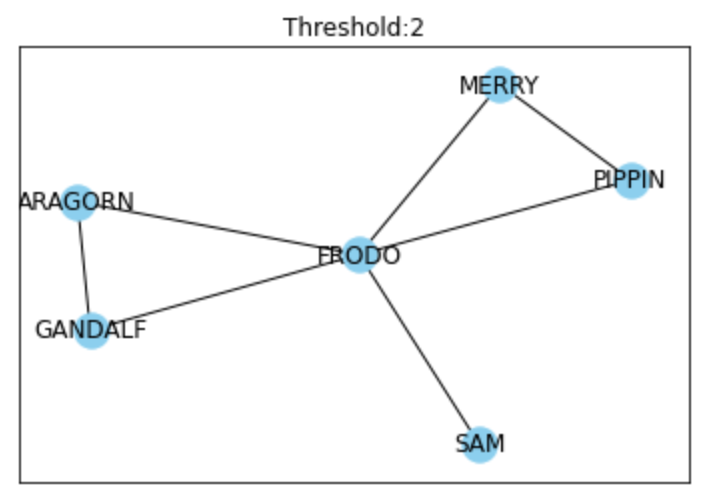 Threshold:2
MERRY
PIPPIN
ARAGORN
FRODO
GANDALF
SAM